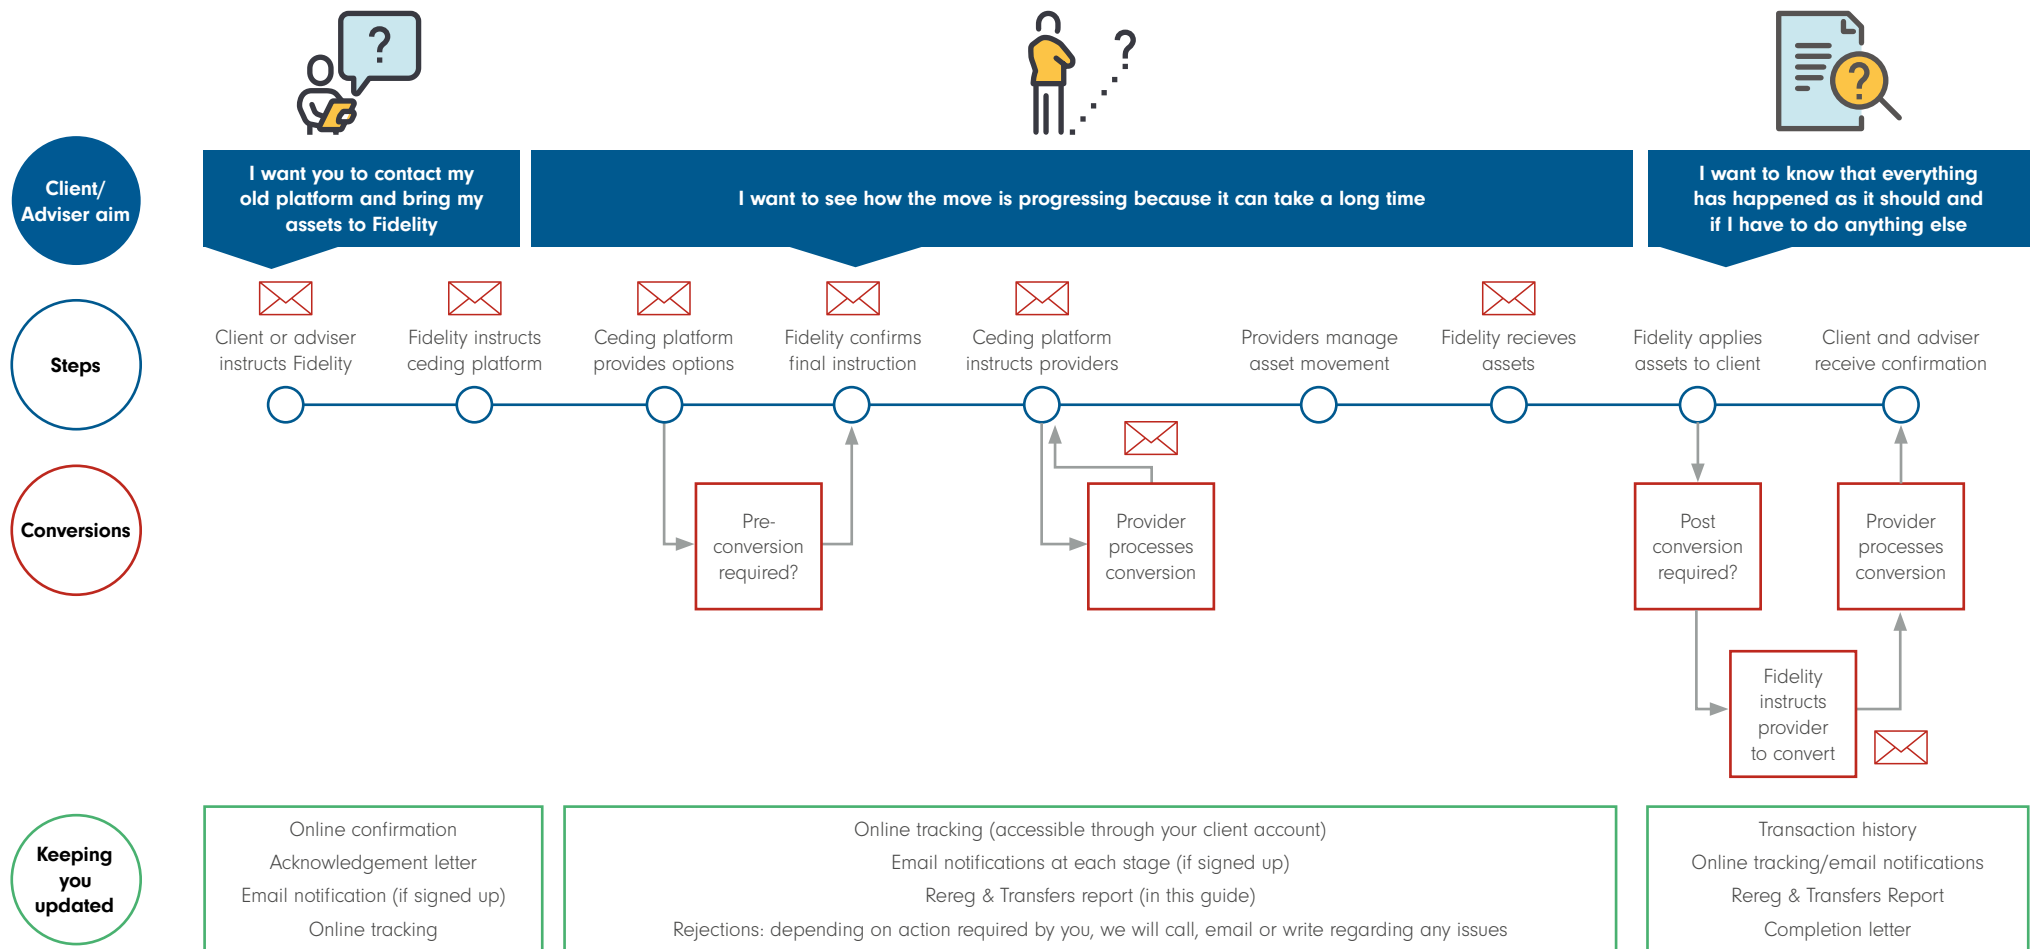 ?
?
?
Client/
Adviser aim
I want you to contact my
old platform and bring my
assets to Fidelity
I want to see how the move is progressing because it can take a long time
I want to know that everything
has happened as it should and
if I have to do anything else
Steps
Client or adviser
instructs Fidelity
Fidelity instructs
ceding platform
Ceding platform
provides options
Fidelity confirms
final instruction
Ceding platform
instructs providers
Providers manage
asset movement
Fidelity recieves
assets
Fidelity applies
assets to client
Client and adviser
receive confirmation
Conversions
Pre-
conversion
required?
Provider
processes
conversion
Post
conversion
required?
Provider
processes
conversion
Fidelity
instructs
provider
to convert
Keeping
you
updated
Online confirmation
Acknowledgement letter
Email notification (if signed up)
Online tracking
Online tracking (accessible through your client account)
Email notifications at each stage (if signed up)
Rereg & Transfers report (in this guide)
Rejections: depending on action required by you, we will call, email or write regarding any issues
Transaction history
Online tracking/email notifications
Rereg & Transfers Report
Completion letter